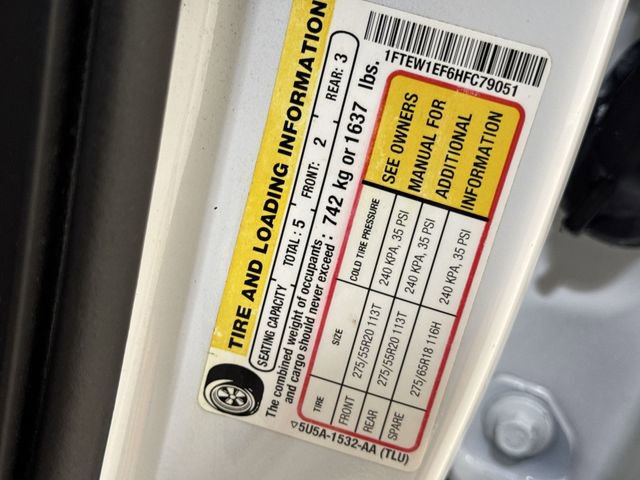 TIRE AND LOADING INFORMATION
SEATING CAPACITY TOTAL: 5 FRONT: 2 REAR: 3
The combined weight of occupants
and cargo should never exceed: 742 kg or 1637 lbs.
TIRE SIZE COLD TIRE PRESSURE
FRONT 275/55R20 113T 240 KPA, 35 PSI
REAR 275/55R20 113T 240 KPA, 35 PSI
SPARE 275/65R18 116H 240 KPA, 35 PSI
SEE OWNERS
MANUAL FOR
ADDITIONAL
INFORMATION
5U5A-1532-AA (TLU)
1FTEW1EF6HFC79051